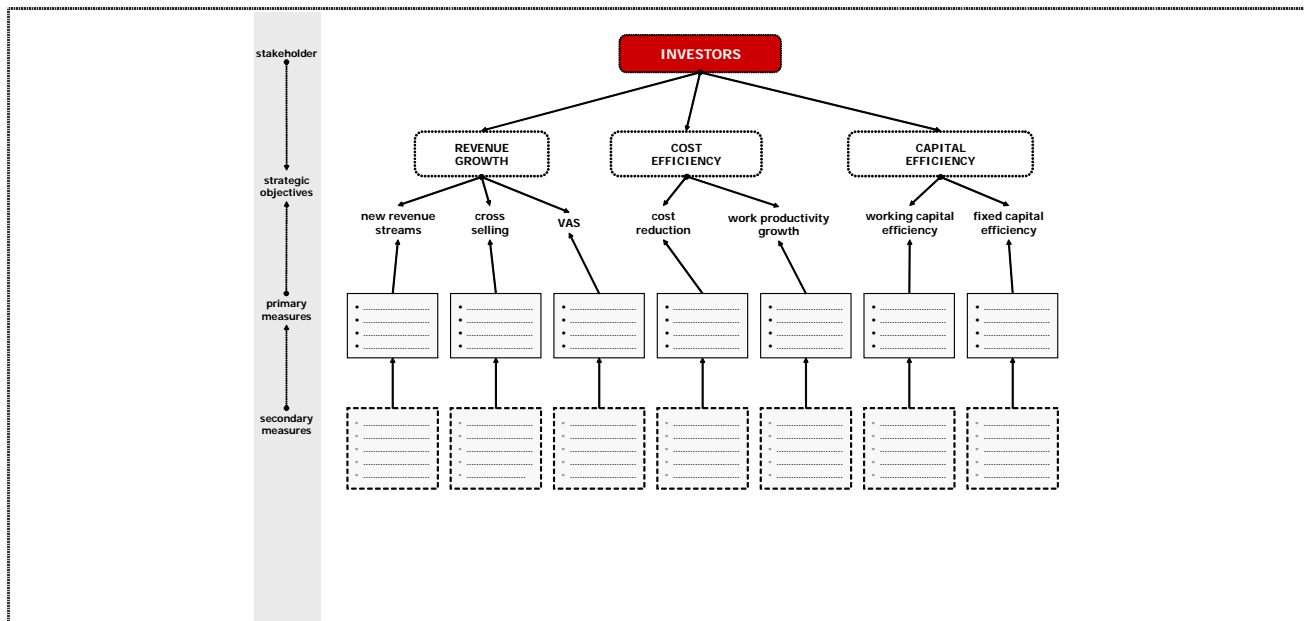 stakeholder
INVESTORS
REVENUE
GROWTH
COST
EFFICIENCY
CAPITAL
EFFICIENCY
strategic
objectives
new revenue
streams
cross
selling
VAS
cost
reduction
work productivity
growth
working capital
efficiency
fixed capital
efficiency
primary
measures
secondary
measures